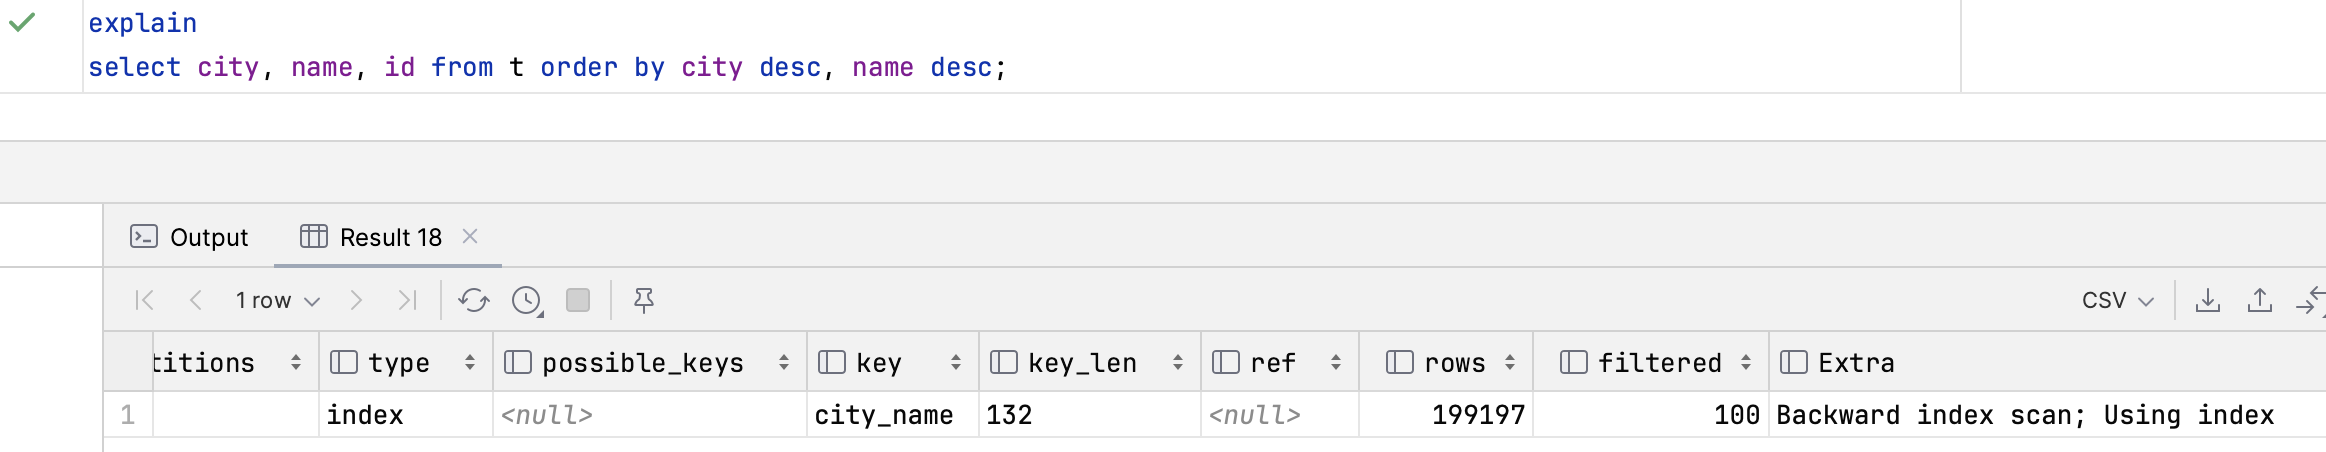 explain
select city, name, id from t order by city desc, name desc;
Output Result 18
1 row CSV
titions type possible_keys key key_len ref rows filtered Extra
1 index <null> city_name 132 <null> 199197 100 Backward index scan; Using index